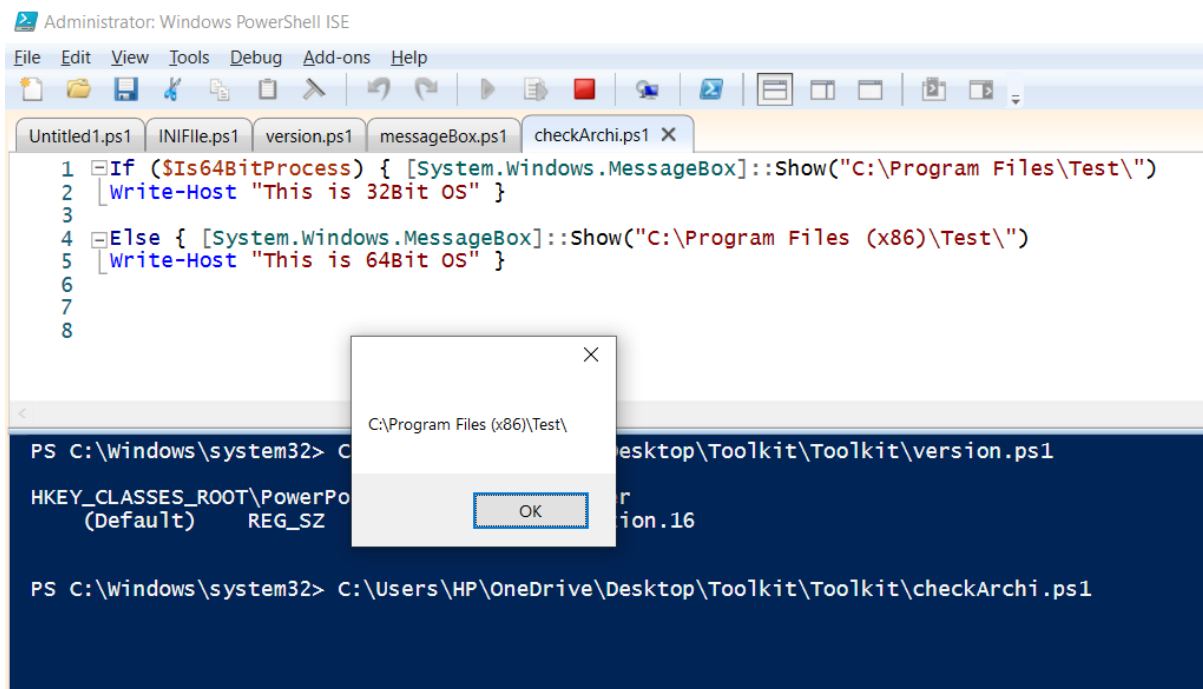 Administrator: Windows PowerShell ISE
File Edit View Tools Debug Add-ons Help
Untitled1.ps1 INIFIle.ps1 version.ps1 messageBox.ps1 checkArchi.ps1
1 If ($Is64BitProcess) { [System.Windows.MessageBox]::Show("C:\Program Files\Test\")
2 Write-Host "This is 32Bit OS" }
3
4 Else { [System.Windows.MessageBox]::Show("C:\Program Files (x86)\Test\")
5 Write-Host "This is 64Bit OS" }
6
7
8
C:\Program Files (x86)\Test\
OK
PS C:\Windows\system32> C esktop\Toolkit\Toolkit\version.ps1
HKEY_CLASSES_ROOT\PowerPo r
(Default) REG_SZ ion.16
PS C:\Windows\system32> C:\Users\HP\OneDrive\Desktop\Toolkit\Toolkit\checkArchi.ps1